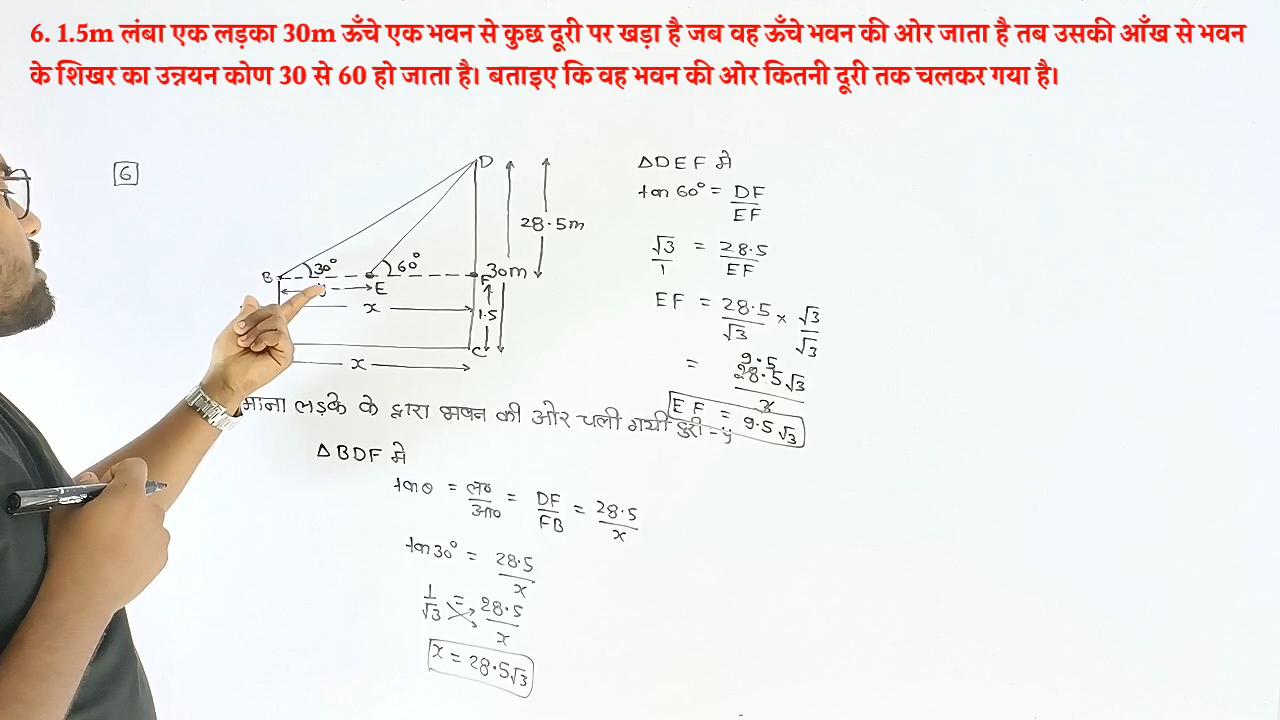 6. 1.5m लंबा एक लड़का 30m ऊँचे एक भवन से कुछ दूरी पर खड़ा है जब वह ऊँचे भवन की ओर जाता है तब उसकी आँख से भवन
के शिखर का उन्नयन कोण 30 से 60 हो जाता है। बताइए कि वह भवन की ओर कितनी दूरी तक चलकर गया है।
6
D
28.5m
30°
60°
B
E
F
30m
y
x
1.5
C
x
माना लड़के के द्वारा भवन की ओर चली गयी दुरी - y
ΔBDF मे
tanθ = ल०/आ० = DF/FB = 28.5/x
tan30° = 28.5/x
1/√3 = 28.5/x
x = 28.5√3
ΔDEF मे
tan 60° = DF/EF
√3/1 = 28.5/EF
EF = 28.5/√3 × √3/√3
9.5
= 28.5√3/3
EF = 9.5√3